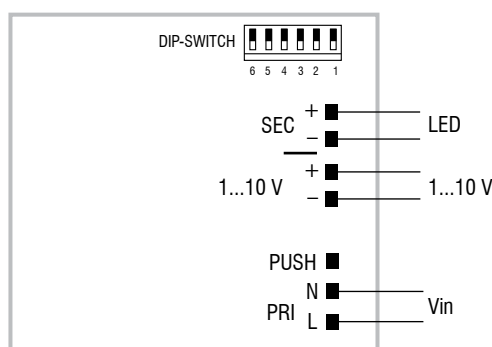 DIP-SWITCH
6 5 4 3 2 1
+
SEC
LED
−
+
1...10 V
1...10 V
−
PUSH
N
PRI
Vin
L